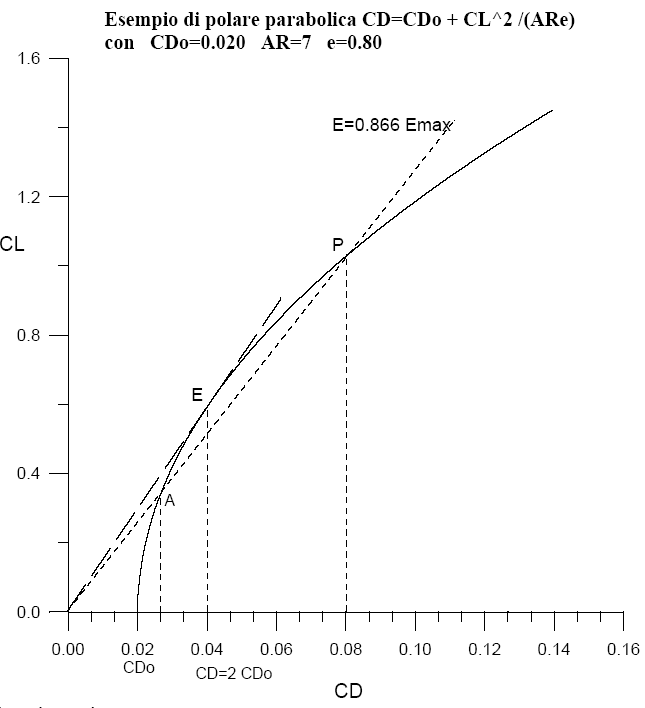 Esempio di polare parabolica CD=CDo + CL^2 /(ARe)
con CDo=0.020 AR=7 e=0.80
1.6
E=0.866 Emax
1.2
CL
P
0.8
E
0.4
A
0.0
0.00 0.02 0.04 0.06 0.08 0.10 0.12 0.14 0.16
CDo
CD=2 CDo
CD